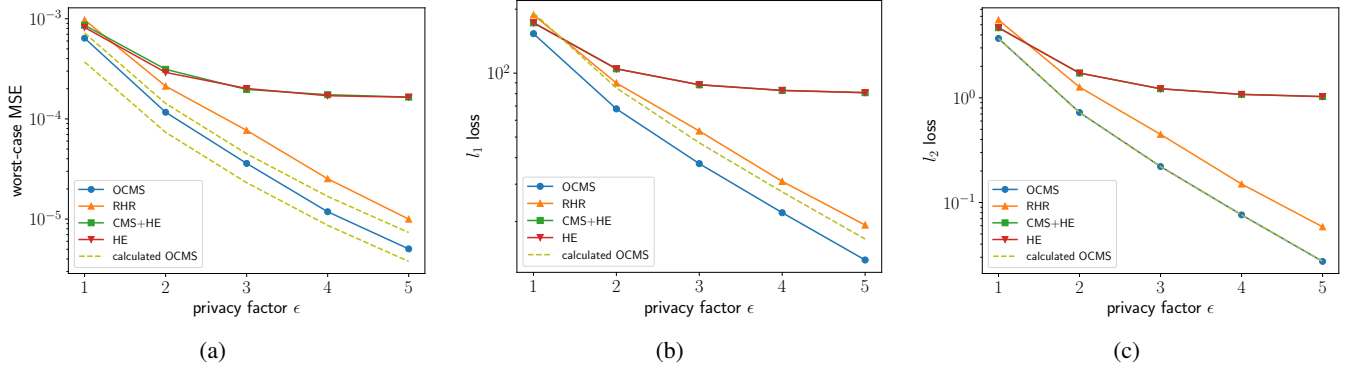 10^{-3}
10^{-4}
10^{-5}
worst-case MSE
OCMS
RHR
CMS+HE
HE
calculated OCMS
1 2 3 4 5
privacy factor ϵ
(a)
10^2
l_1 loss
OCMS
RHR
CMS+HE
HE
calculated OCMS
1 2 3 4 5
privacy factor ϵ
(b)
10^0
10^{-1}
l_2 loss
OCMS
RHR
CMS+HE
HE
calculated OCMS
1 2 3 4 5
privacy factor ϵ
(c)